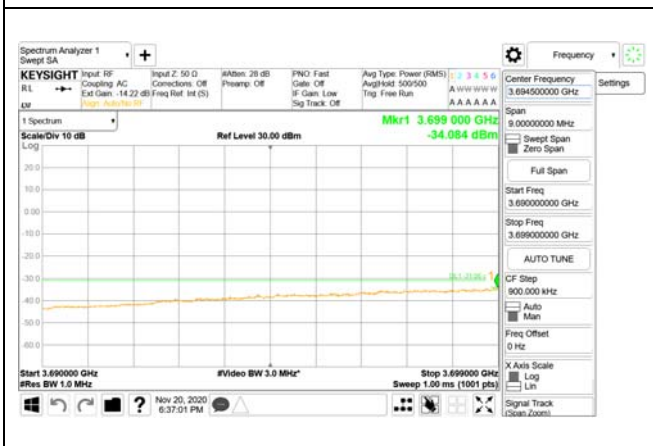 Spectrum Analyzer 1
Swept SA
+
Frequency
KEYSIGHT
RL
Input: RF
Coupling: AC
Ext Gain: -14.22 dB
Align: Auto/No RF
Input Z: 50 Ω
Corrections: Off
Freq Ref: Int (S)
#Atten: 28 dB
Preamp: Off
PNO: Fast
Gate: Off
IF Gain: Low
Sig Track: Off
Avg Type: Power (RMS)
Avg|Hold: 500/500
Trig: Free Run
1 2 3 4 5 6
A W W W W W
A A A A A A
1 Spectrum
Scale/Div 10 dB
Log
Ref Level 30.00 dBm
Mkr1 3.699 000 GHz
-34.084 dBm
20.0
10.0
0.00
-10.0
-20.0
-30.0
-40.0
-50.0
-60.0
1
Start 3.690000 GHz
#Res BW 1.0 MHz
#Video BW 3.0 MHz*
Stop 3.699000 GHz
Sweep 1.00 ms (1001 pts)
?
Nov 20, 2020
6:37:01 PM
Center Frequency
3.694500000 GHz
Settings
Span
9.00000000 MHz
Swept Span
Zero Span
Full Span
Start Freq
3.690000000 GHz
Stop Freq
3.699000000 GHz
AUTO TUNE
CF Step
900.000 kHz
Auto
Man
Freq Offset
0 Hz
X Axis Scale
Log
Lin
Signal Track
(Span Zoom)